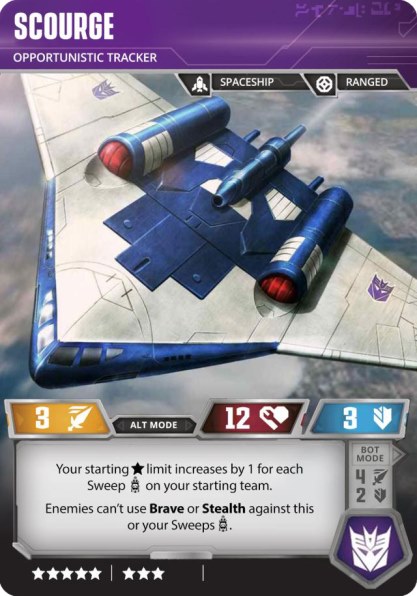 SCOURGE
OPPORTUNISTIC TRACKER
SPACESHIP
RANGED
3
ALT MODE
12
3
BOT
MODE
4
2
Your starting ★ limit increases by 1 for each
Sweep on your starting team.
Enemies can't use Brave or Stealth against this
or your Sweeps .
★★★★★ | ★★★ |